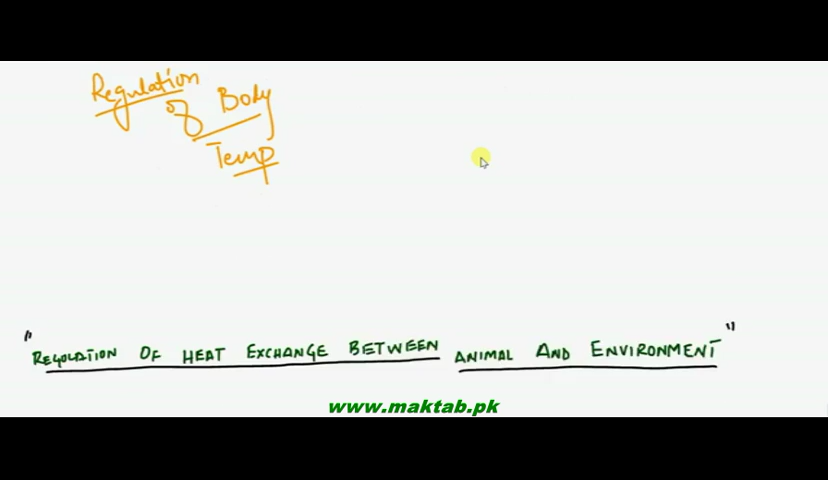 Regulation
of Body
Temp
"REGULATION OF HEAT EXCHANGE BETWEEN ANIMAL AND ENVIRONMENT"
www.maktab.pk